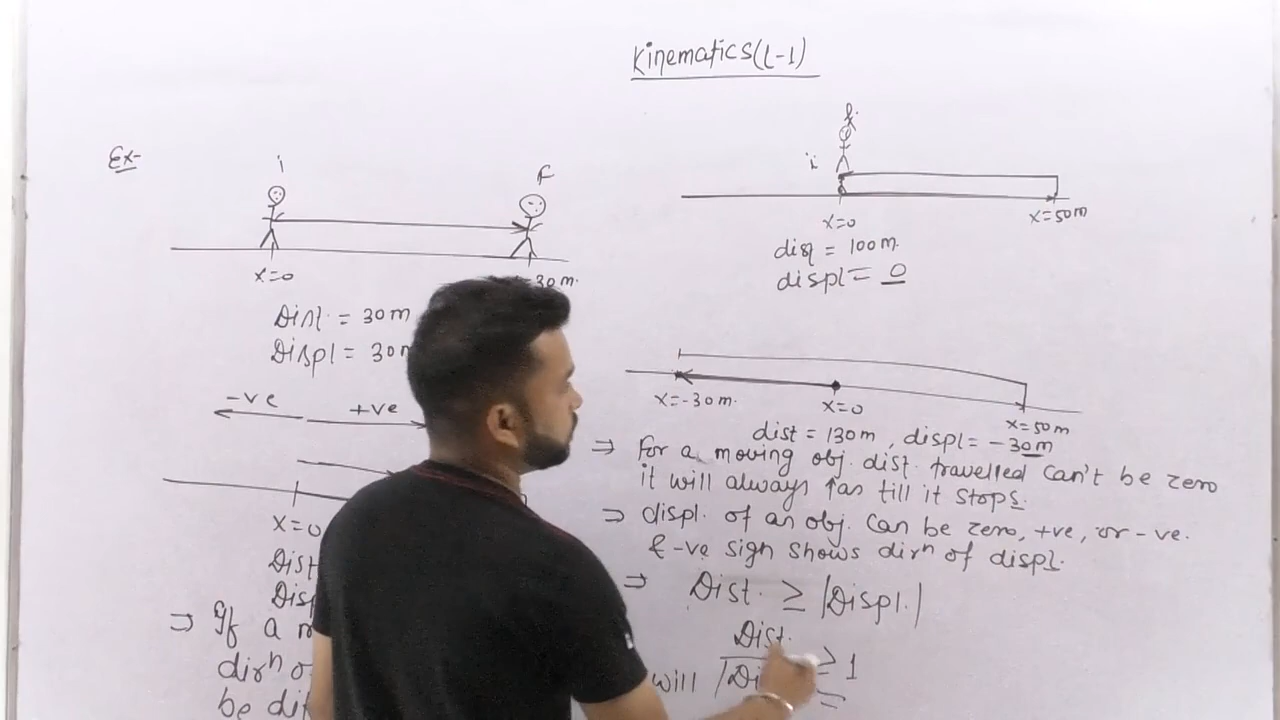 Kinematics(L-1)
Ex-
i
f
x=0
=30m.
Dist. = 30m
Displ = 30m
-ve
+ve
x=0
Dist
Disp
⇒ If a m
dirⁿ o
be dif
f.
i
x=0
x=50m
dist = 100m.
displ = 0
x=-30m.
x=0
x=50m
dist = 130m, displ= -30m
⇒ For a moving obj. dist. travelled can't be zero
it will always ↑as till it stops.
⇒ displ. of an obj. can be zero, +ve, or -ve.
&-ve sign shows dirⁿ of displ.
⇒ Dist. ≥ |Displ.|
Dist.
will |Di ≥ 1